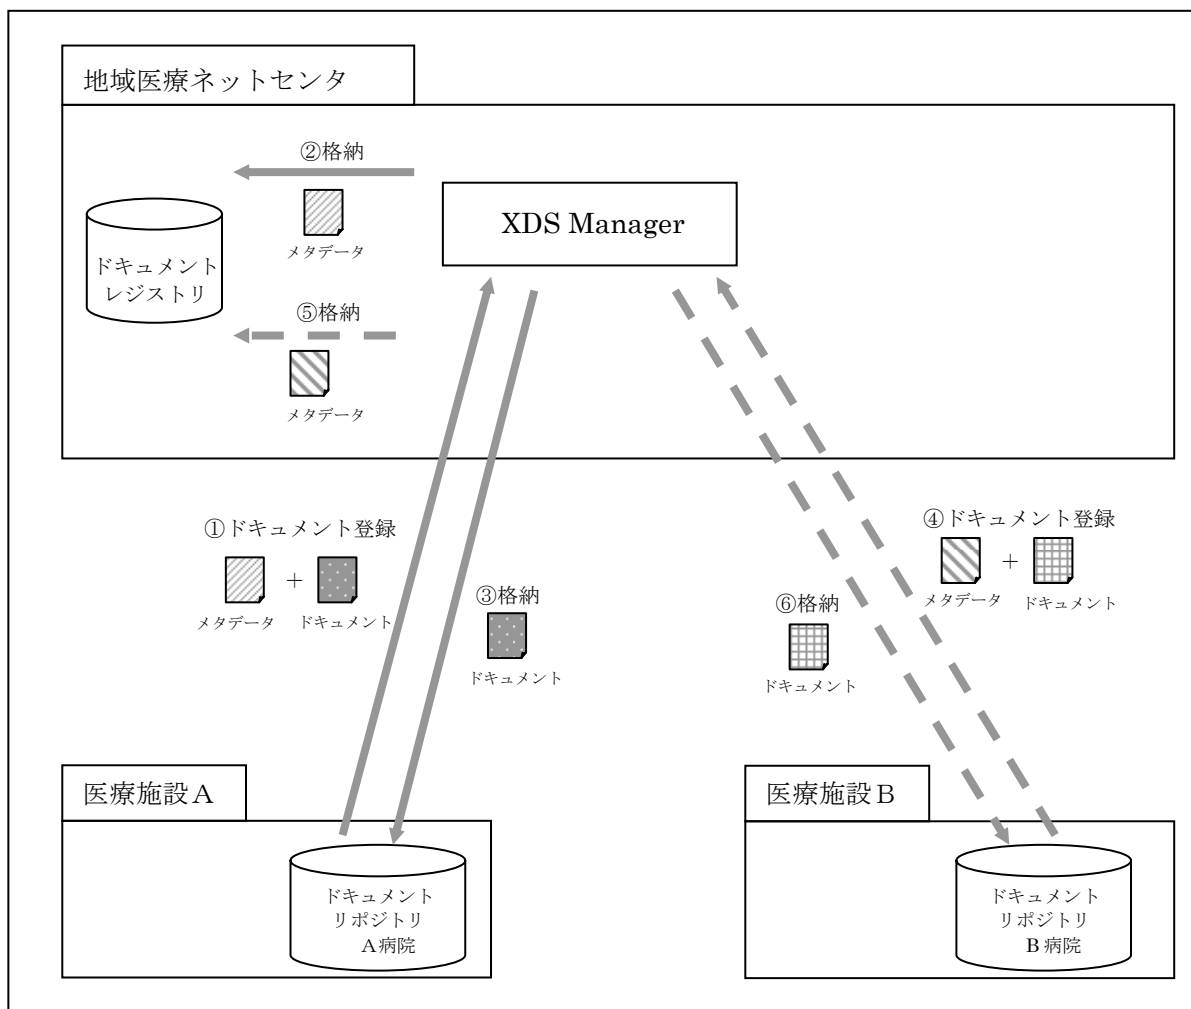 地域医療ネットセンタ
②格納
メタデータ
XDS Manager
ドキュメント
レジストリ
⑤格納
メタデータ
①ドキュメント登録
+
メタデータ
ドキュメント
③格納
ドキュメント
④ドキュメント登録
+
メタデータ
ドキュメント
⑥格納
ドキュメント
医療施設A
ドキュメント
リポジトリ
A病院
医療施設B
ドキュメント
リポジトリ
B 病院